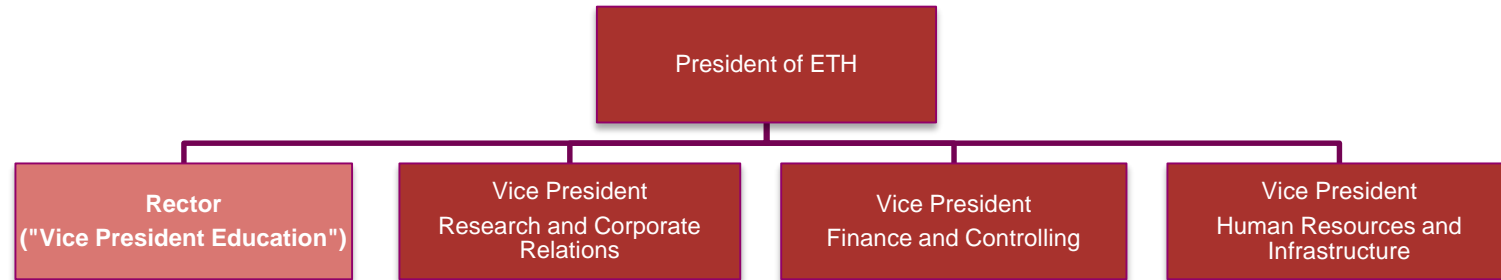 President of ETH
Rector
("Vice President Education")
Vice President
Research and Corporate
Relations
Vice President
Finance and Controlling
Vice President
Human Resources and
Infrastructure